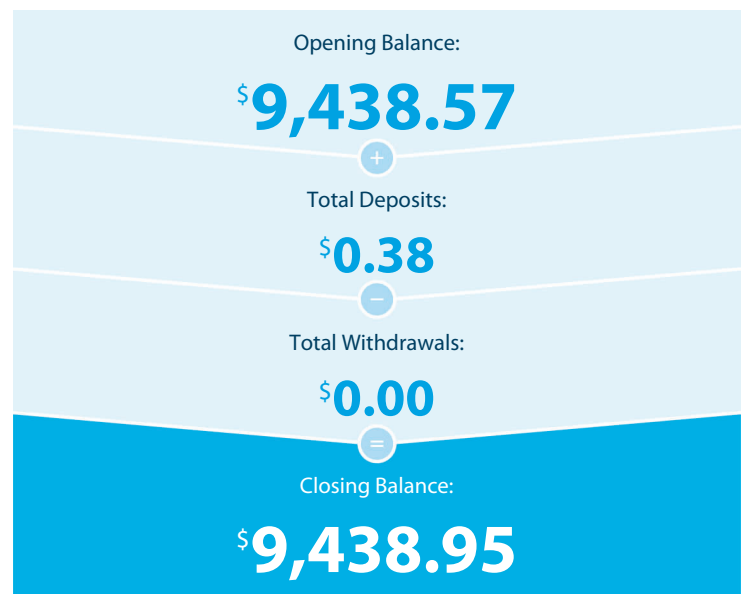 Opening Balance:
$9,438.57
+
Total Deposits:
$0.38
−
Total Withdrawals:
$0.00
=
Closing Balance:
$9,438.95